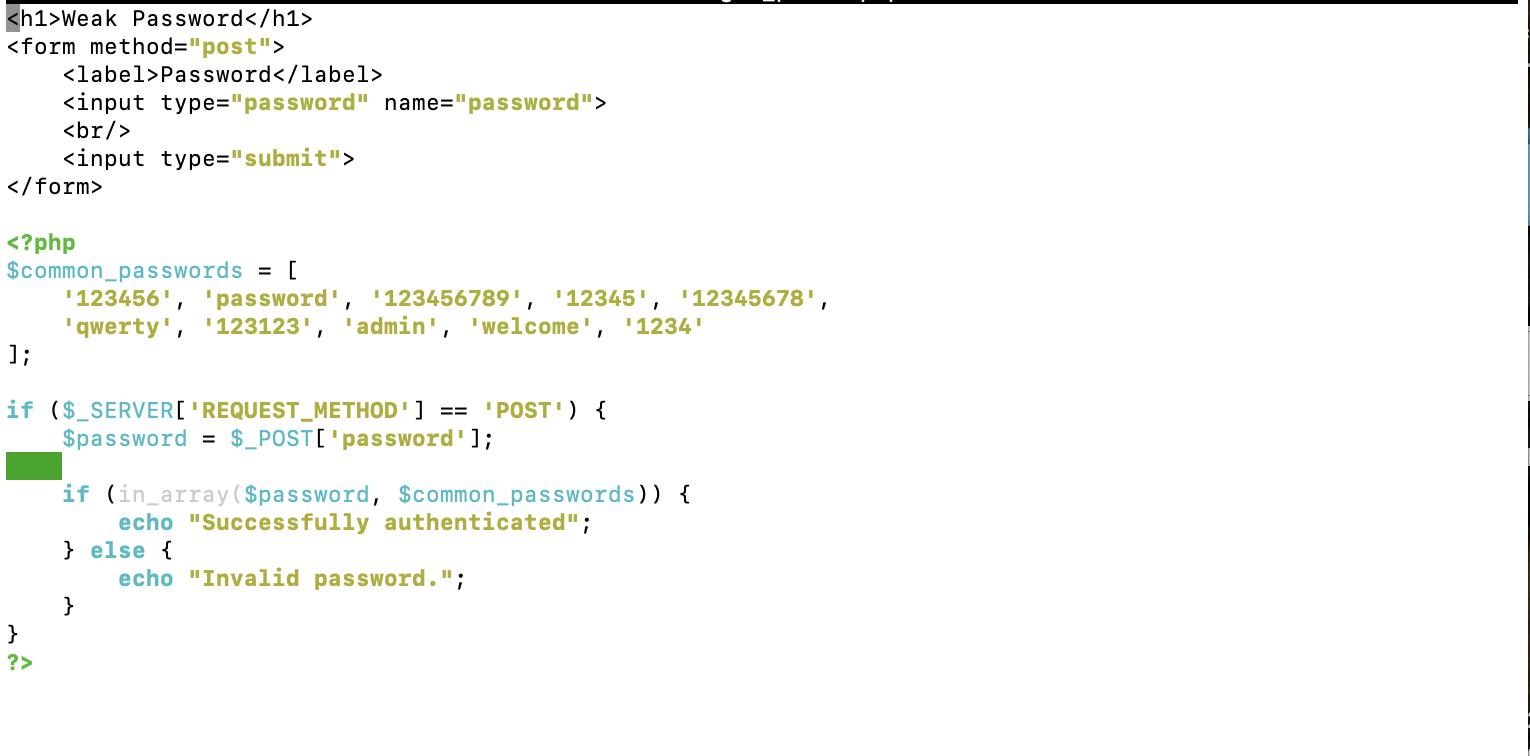 <h1>Weak Password</h1>
<form method="post">
    <label>Password</label>
    <input type="password" name="password">
    <br/>
    <input type="submit">
</form>

<?php
$common_passwords = [
    '123456', 'password', '123456789', '12345', '12345678',
    'qwerty', '123123', 'admin', 'welcome', '1234'
];

if ($_SERVER['REQUEST_METHOD'] == 'POST') {
    $password = $_POST['password'];

    if (in_array($password, $common_passwords)) {
        echo "Successfully authenticated";
    } else {
        echo "Invalid password.";
    }
}
?>